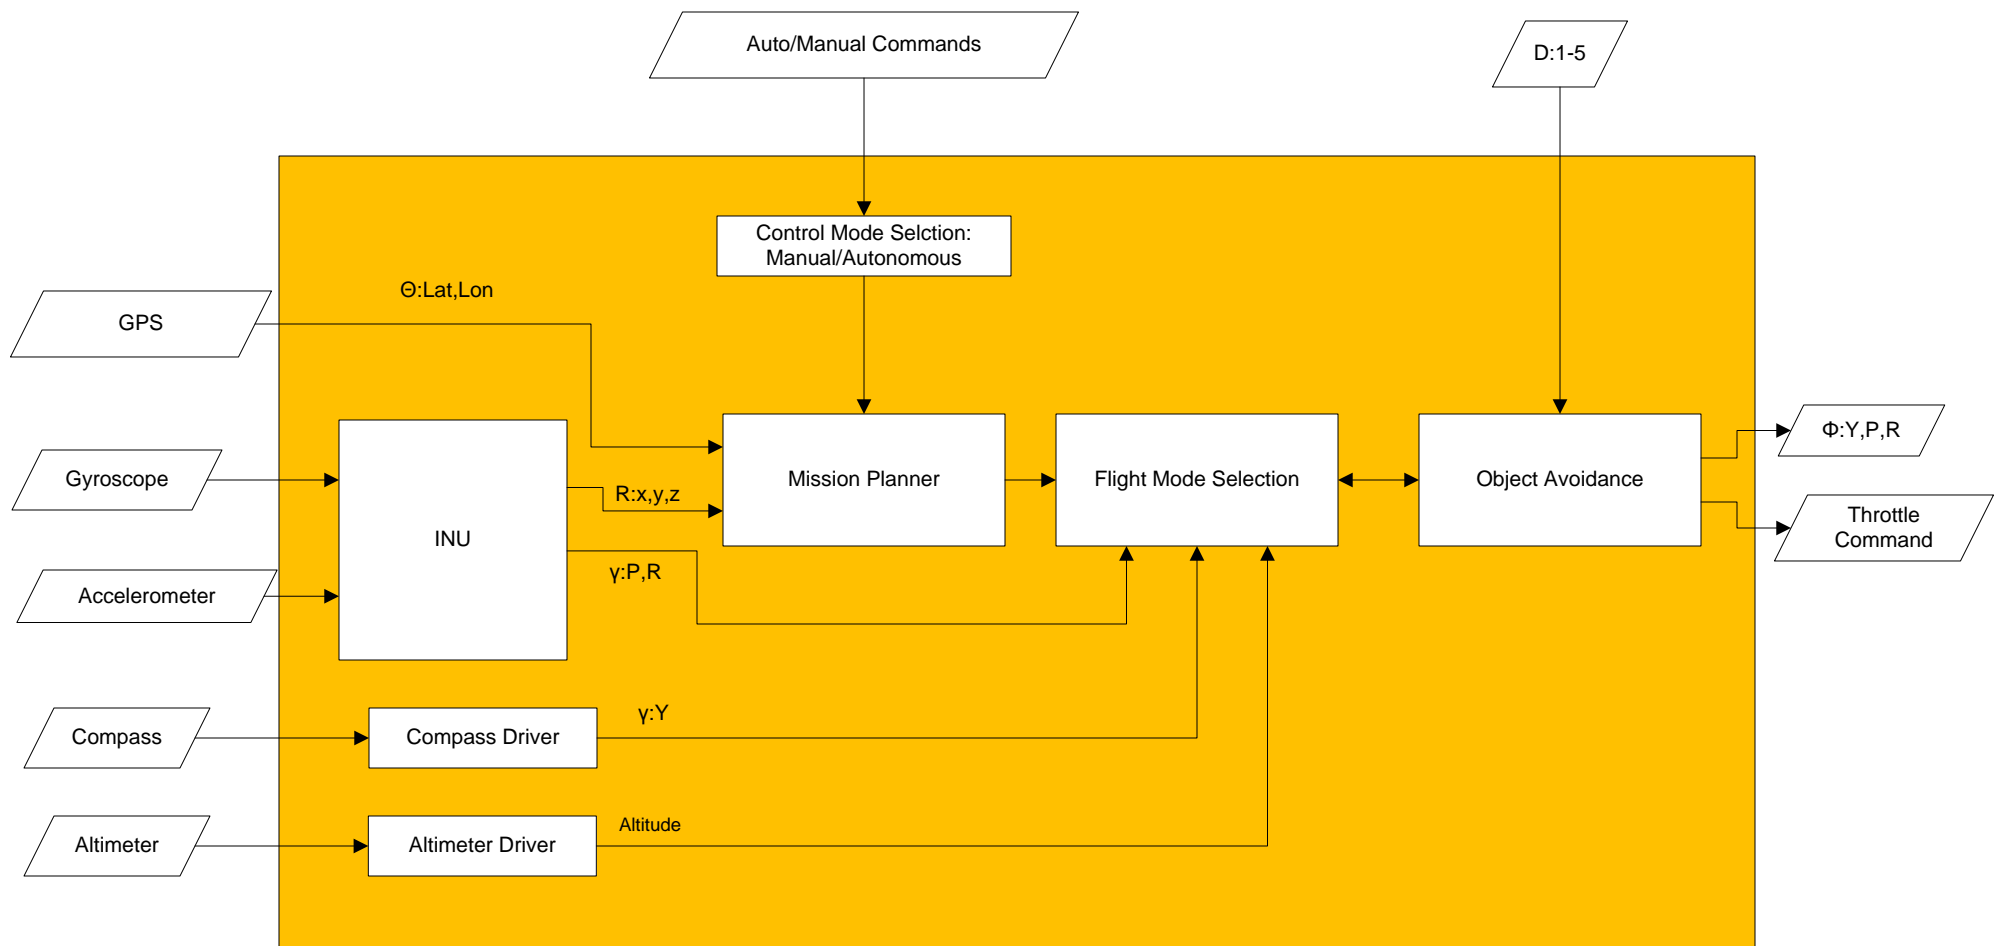 Auto/Manual Commands
D:1-5
Control Mode Selction:
Manual/Autonomous
Θ:Lat,Lon
GPS
Φ:Y,P,R
Gyroscope
R:x,y,z
Mission Planner
Flight Mode Selection
Object Avoidance
Throttle
Command
INU
γ:P,R
Accelerometer
γ:Y
Compass
Compass Driver
Altitude
Altimeter
Altimeter Driver